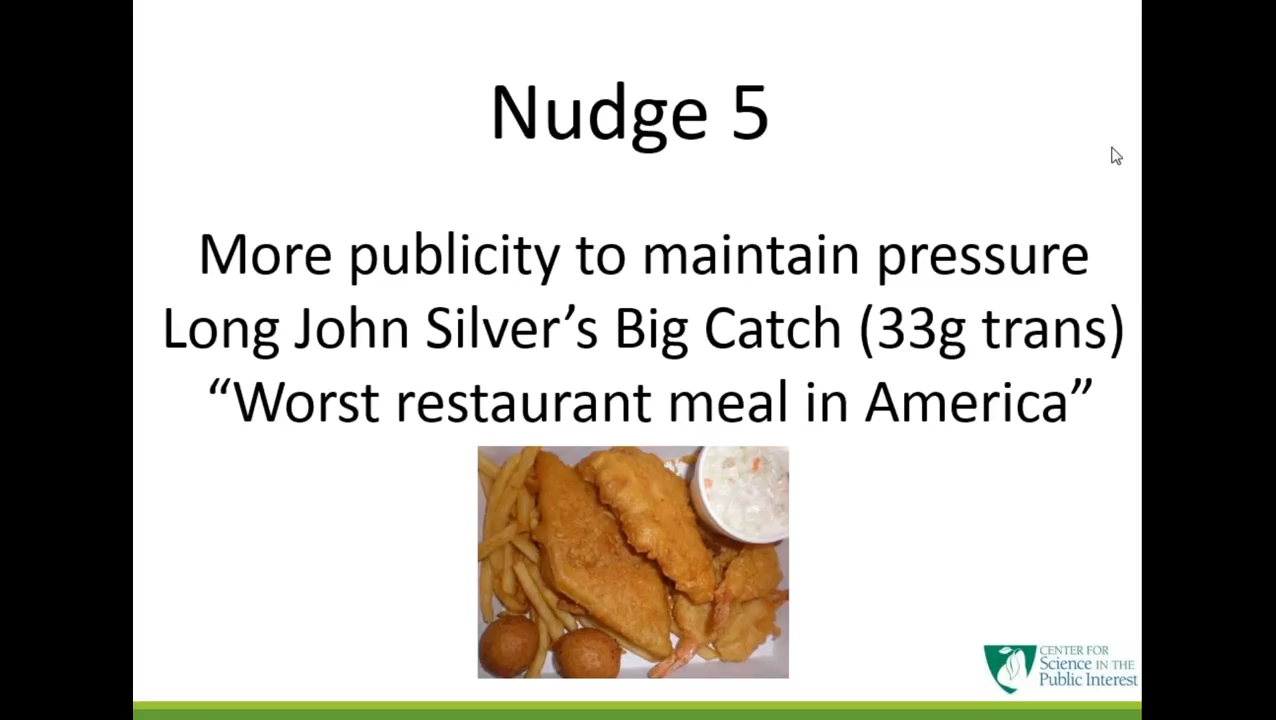 Nudge 5
More publicity to maintain pressure
Long John Silver’s Big Catch (33g trans)
“Worst restaurant meal in America”
CENTER FOR
Science IN THE
Public Interest